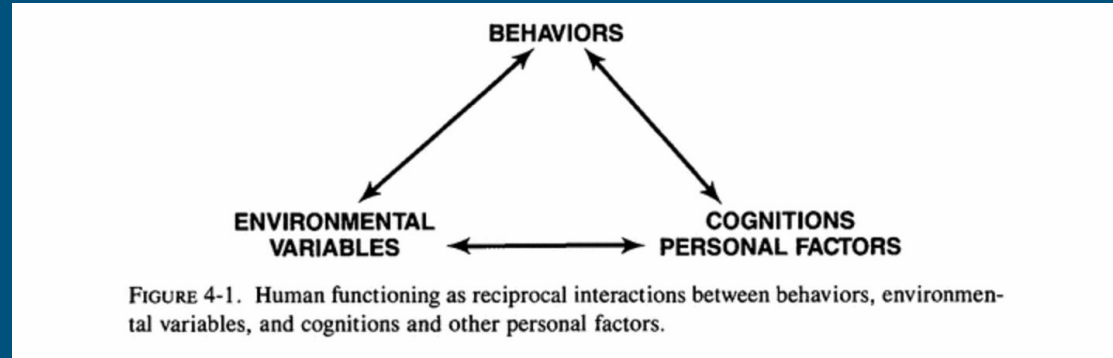 BEHAVIORS
ENVIRONMENTAL
VARIABLES
COGNITIONS
PERSONAL FACTORS
FIGURE 4-1. Human functioning as reciprocal interactions between behaviors, environmen-
tal variables, and cognitions and other personal factors.